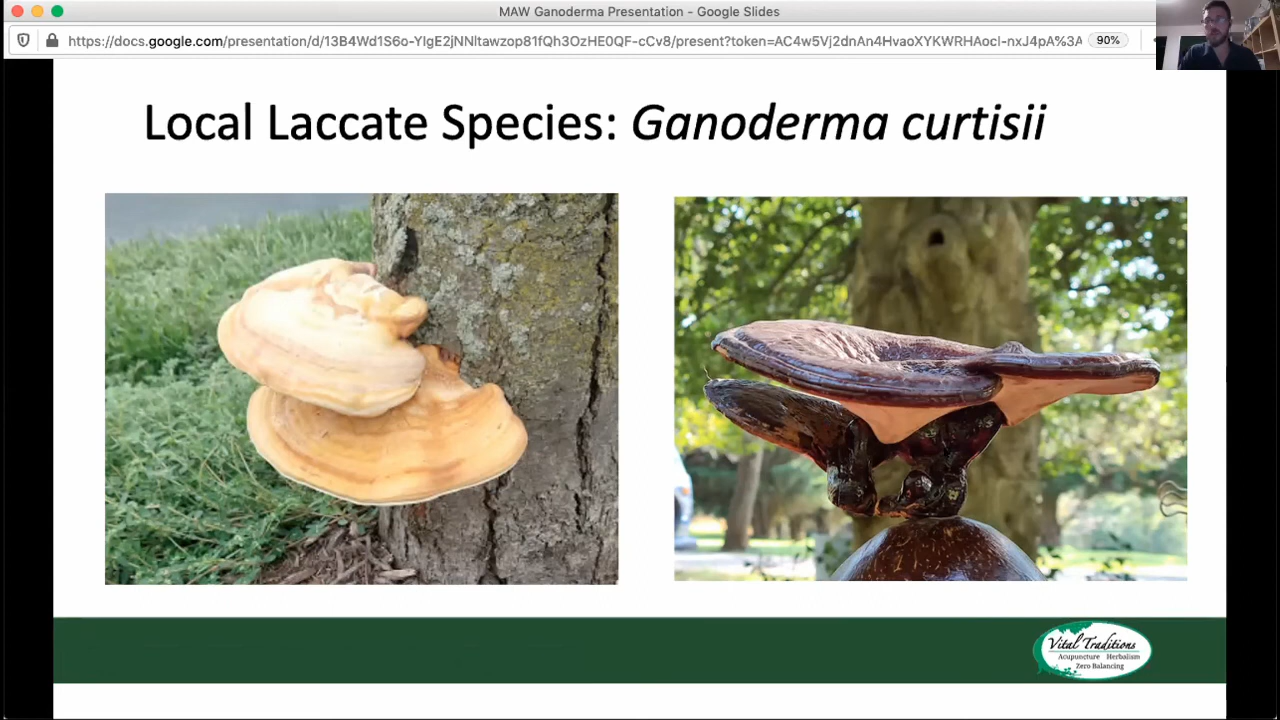 MAW Ganoderma Presentation - Google Slides
https://docs.google.com/presentation/d/13B4Wd1S6o-YIgE2jNNltawzop81fQh3OzHE0QF-cCv8/present?token=AC4w5Vj2dnAn4HvaoXYKWRHAocI-nxJ4pA%3A
90%
Local Laccate Species: Ganoderma curtisii
Vital Traditions
Acupuncture Herbalism
Zero Balancing